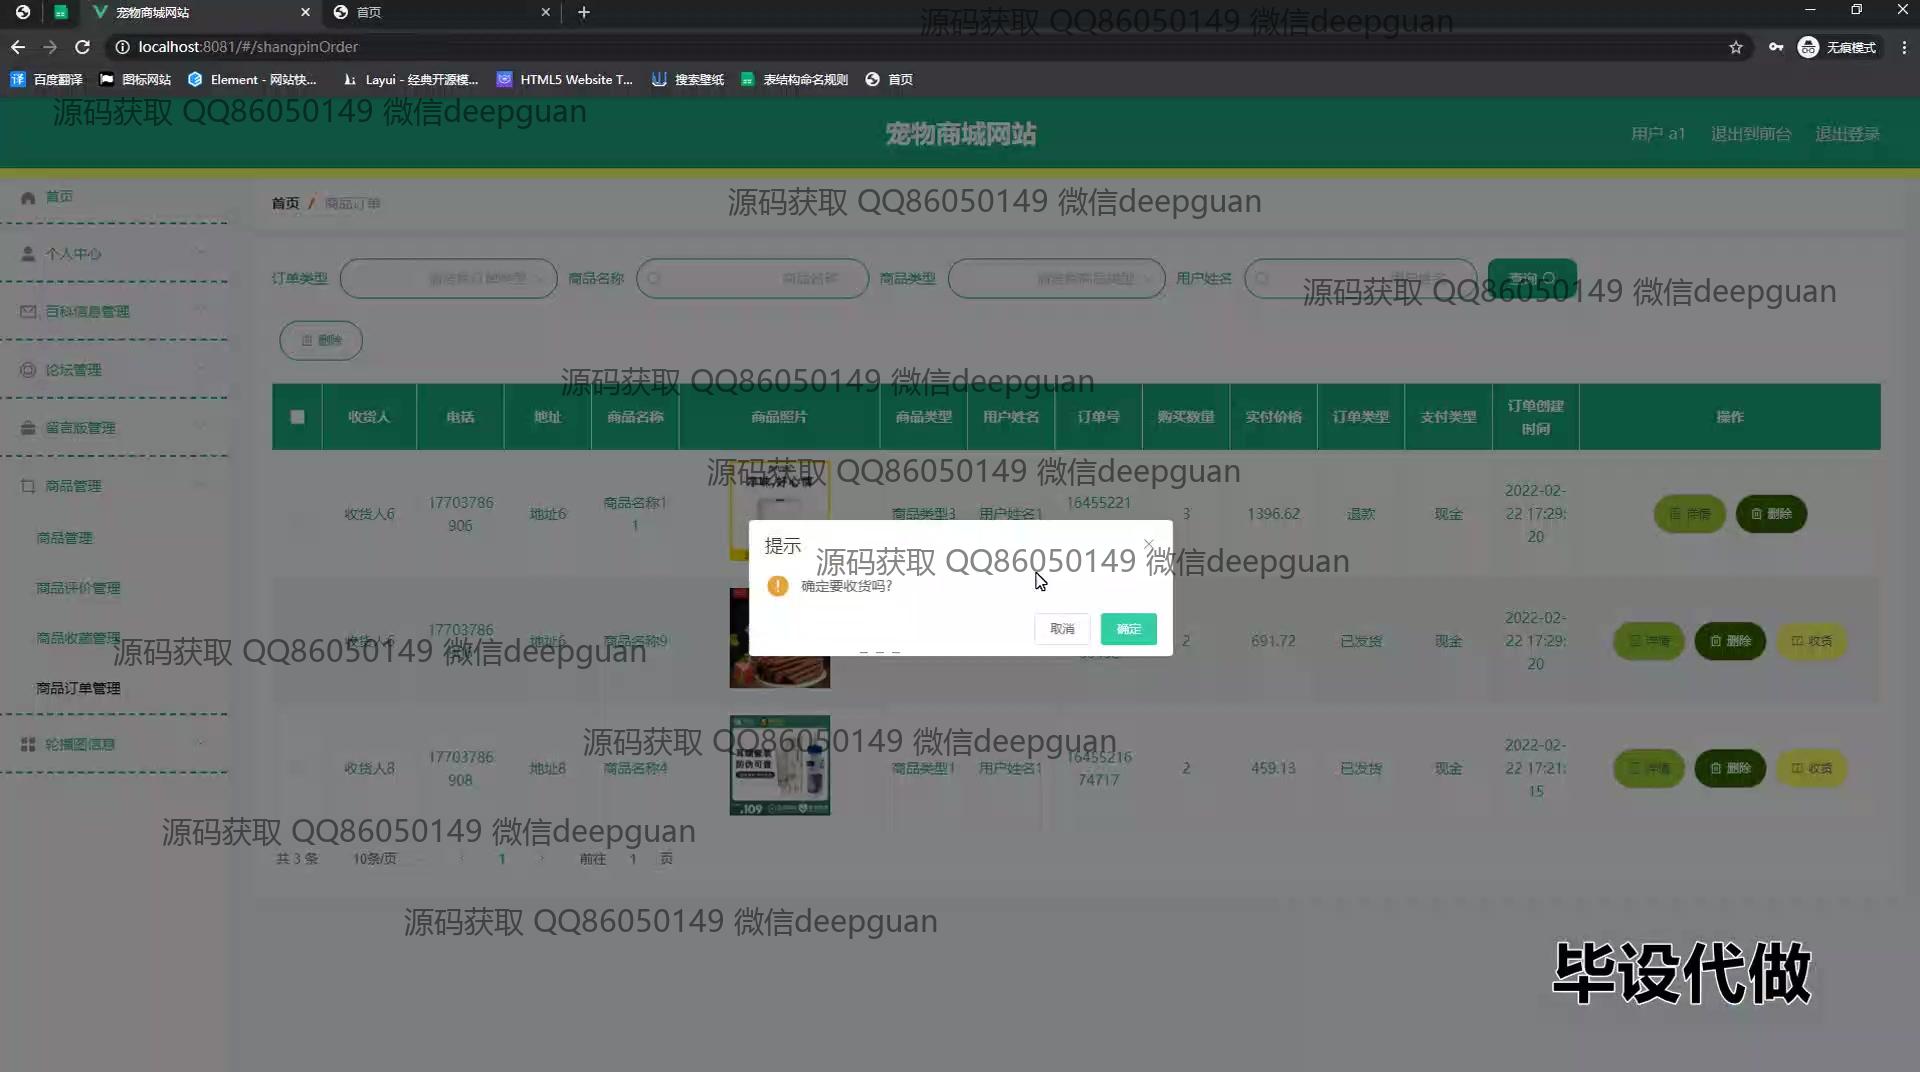 宠物商城网站
首页
localhost:8081/#/shangpinOrder
无痕模式
百度翻译
图标网站
Element - 网站快...
Layui - 经典开源模...
HTML5 Website T...
搜索壁纸
表结构命名规则
首页
源码获取 QQ86050149 微信deepguan
源码获取 QQ86050149 微信deepguan
宠物商城网站
用户 a1 退出到前台 退出登录
首页 / 商品订单
源码获取 QQ86050149 微信deepguan
首页
个人中心
百科信息管理
论坛管理
留言版管理
商品管理
商品管理
商品评价管理
商品收藏管理
商品订单管理
轮播图信息
订单类型 商品名称 商品名称 商品类型 用户姓名 查询
源码获取 QQ86050149 微信deepguan
删除
源码获取 QQ86050149 微信deepguan
收货人 电话 地址 商品名称 商品照片 商品类型 用户姓名 订单号 购买数量 实付价格 订单类型 支付类型 订单创建时间 操作
源码获取 QQ86050149 微信deepguan
收货人6 17703786906 地址6 商品名称11 商品类型3 用户姓名1 16455221 3 1396.62 退款 现金 2022-02-22 17:29:20 详情 删除
提示
源码获取 QQ86050149 微信deepguan
确定要收货吗?
取消 确定
收货人6 17703786 地址6 商品名称9 2 691.72 已发货 现金 2022-02-22 17:29:20 详情 删除 收货
源码获取 QQ86050149 微信deepguan
源码获取 QQ86050149 微信deepguan
收货人8 17703786908 地址8 商品名称4 商品类型1 用户姓名1 1645521674717 2 459.13 已发货 现金 2022-02-22 17:21:15 详情 删除 收货
防伪可查
109
源码获取 QQ86050149 微信deepguan
共 3 条 10条/页 1 前往 1 页
源码获取 QQ86050149 微信deepguan
毕设代做